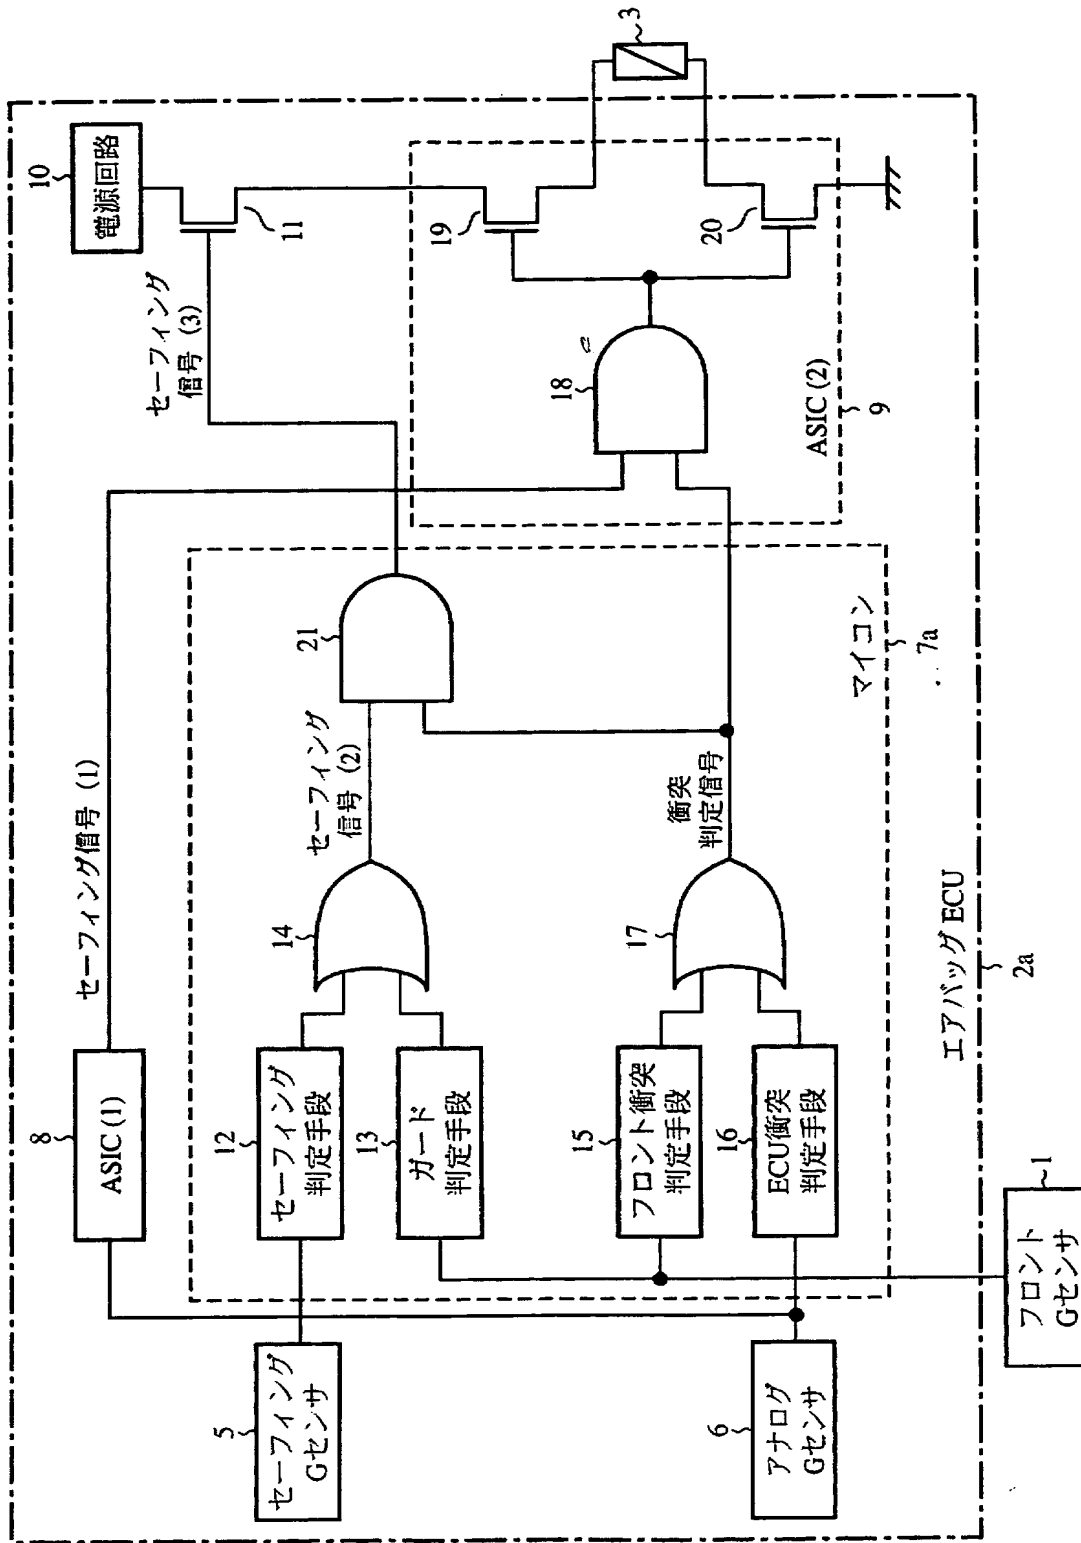 10
電源回路
11
セーフィング
信号 (3)
3
19
20
18
ASIC (2)
9
セーフィング信号 (1)
8
ASIC (1)
21
セーフィング
信号 (2)
14
12
セーフィング
判定手段
13
ガード
判定手段
衝突
判定信号
17
15
フロント衝突
判定手段
16
ECU衝突
判定手段
マイコン
7a
エアバッグ ECU
2a
5
セーフィング
Gセンサ
6
アナログ
Gセンサ
1
フロント
Gセンサ